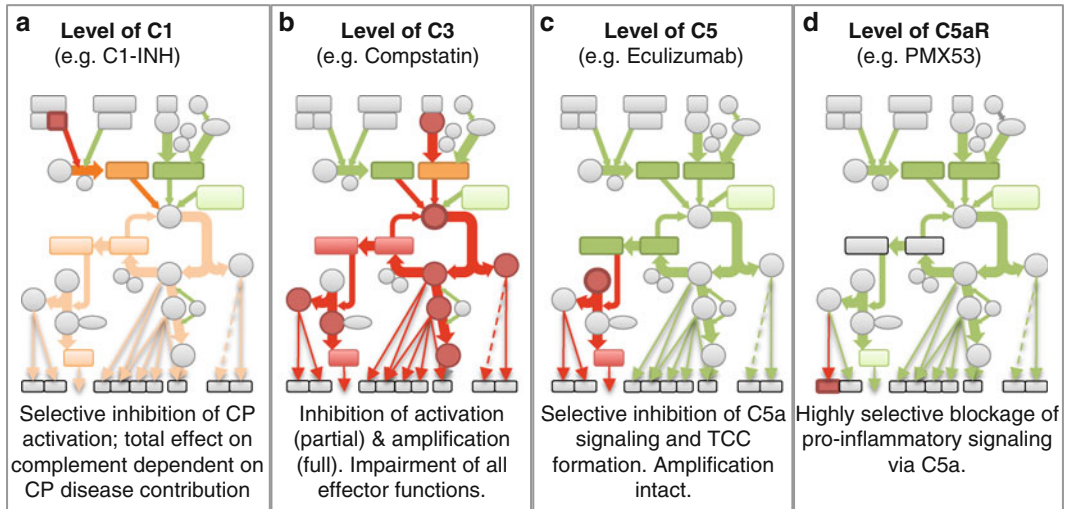 a Level of C1
(e.g. C1-INH)
Selective inhibition of CP
activation; total effect on
complement dependent on
CP disease contribution
b Level of C3
(e.g. Compstatin)
Inhibition of activation
(partial) & amplification
(full). Impairment of all
effector functions.
c Level of C5
(e.g. Eculizumab)
Selective inhibition of C5a
signaling and TCC
formation. Amplification
intact.
d Level of C5aR
(e.g. PMX53)
Highly selective blockage of
pro-inflammatory signaling
via C5a.